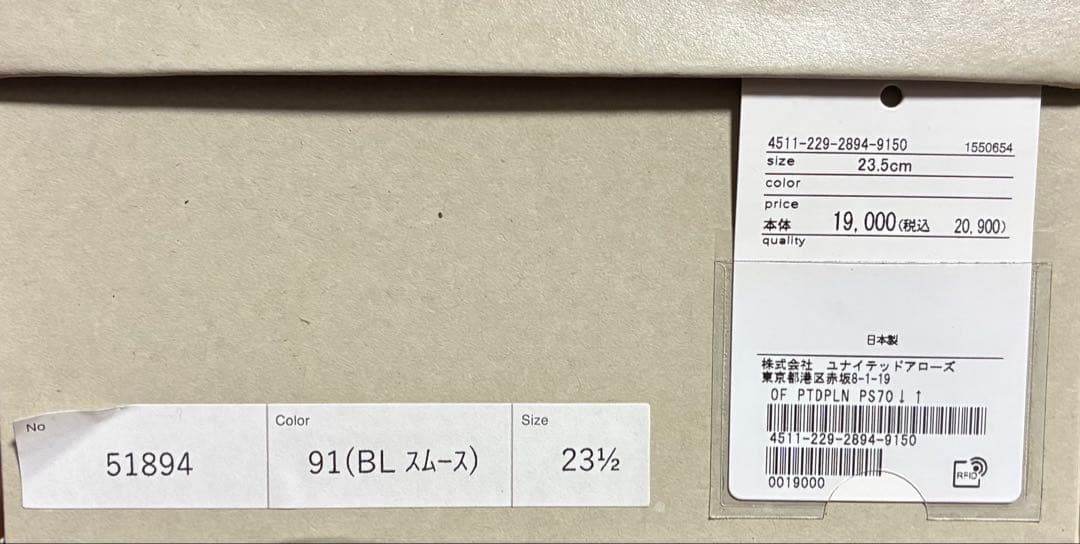 4511-229-2894-9150 1550654
size 23.5cm
color
price
本体 19,000(税込 20,900)
quality
日本製
株式会社 ユナイテッドアローズ
東京都港区赤坂8-1-19
OF PTDPLN PS70↓ ↑
4511-229-2894-9150
0019000
RFID
No Color Size
51894 91(BL スムース) 23½